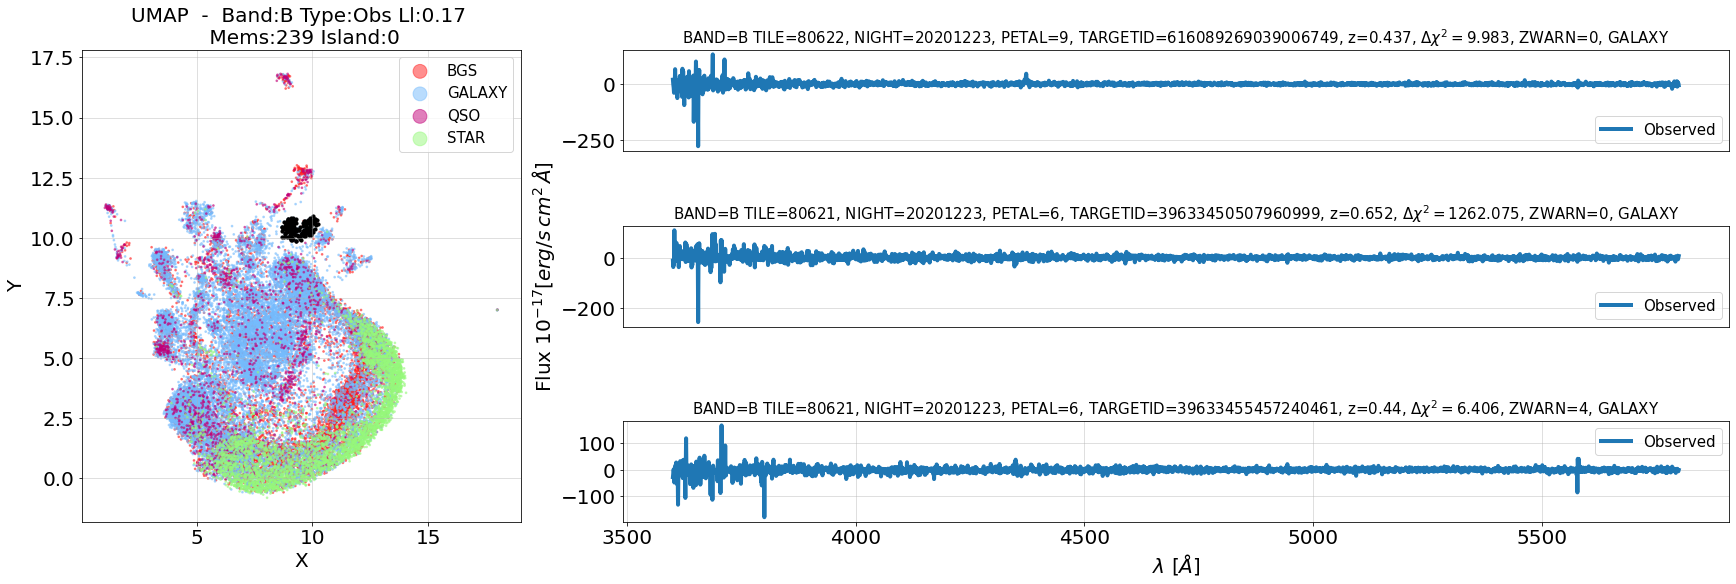 UMAP - Band:B Type:Obs Ll:0.17
Mems:239 Island:0
17.5
15.0
12.5
10.0
7.5
5.0
2.5
0.0
Y
5
10
15
X
BGS
GALAXY
QSO
STAR
Flux 10⁻¹⁷[erg/s cm² Å]
BAND=B TILE=80622, NIGHT=20201223, PETAL=9, TARGETID=616089269039006749, z=0.437, Δχ² = 9.983, ZWARN=0, GALAXY
0
−250
Observed
BAND=B TILE=80621, NIGHT=20201223, PETAL=6, TARGETID=39633450507960999, z=0.652, Δχ² = 1262.075, ZWARN=0, GALAXY
0
−200
Observed
BAND=B TILE=80621, NIGHT=20201223, PETAL=6, TARGETID=39633455457240461, z=0.44, Δχ² = 6.406, ZWARN=4, GALAXY
100
0
−100
Observed
3500
4000
4500
5000
5500
λ [Å]